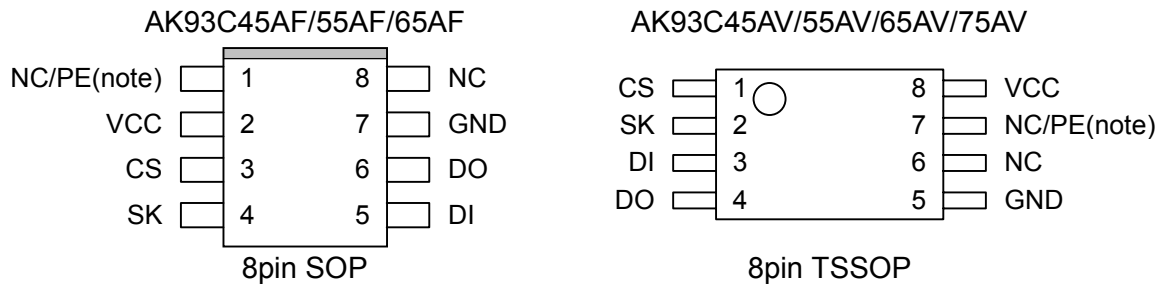 AK93C45AF/55AF/65AF
NC/PE(note) 1 8 NC
VCC 2 7 GND
CS 3 6 DO
SK 4 5 DI
8pin SOP
AK93C45AV/55AV/65AV/75AV
CS 1 8 VCC
SK 2 7 NC/PE(note)
DI 3 6 NC
DO 4 5 GND
8pin TSSOP